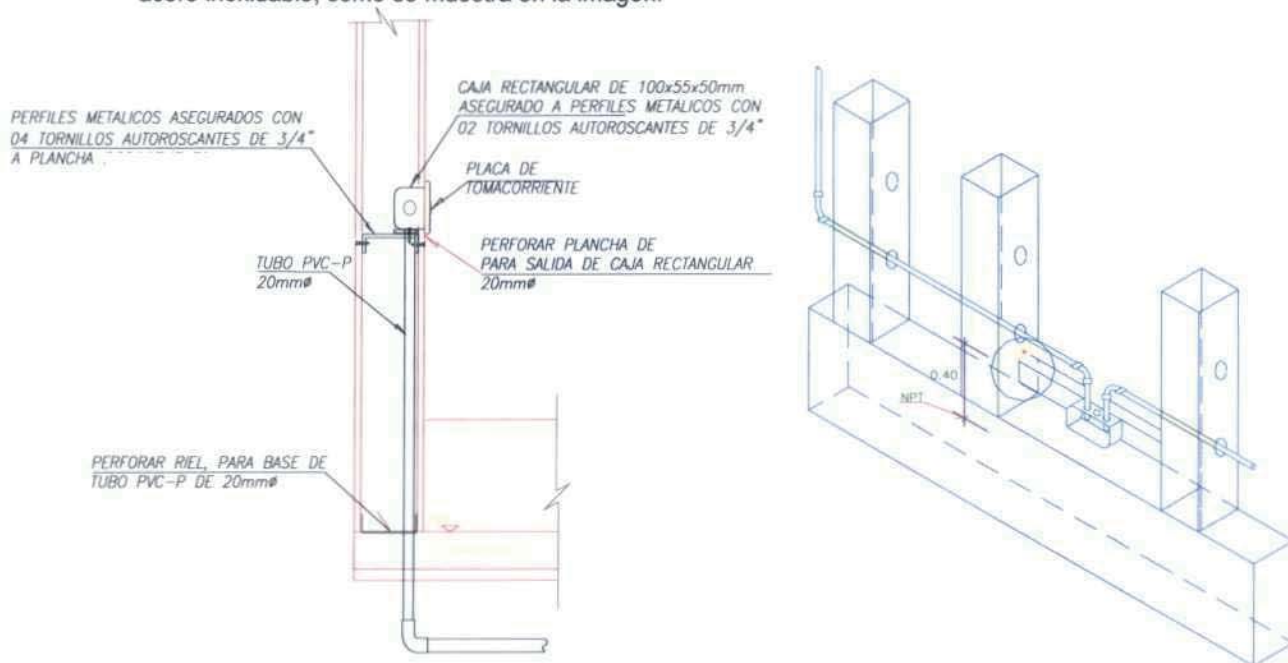 acero inoxidable, como se muestra en la imagen.
PERFILES METALICOS ASEGURADOS CON
04 TORNILLOS AUTOROSCANTES DE 3/4"
A PLANCHA
CAJA RECTANGULAR DE 100x55x50mm
ASEGURADO A PERFILES METALICOS CON
02 TORNILLOS AUTOROSCANTES DE 3/4"
PLACA DE
TOMACORRIENTE
PERFORAR PLANCHA DE
PARA SALIDA DE CAJA RECTANGULAR
20mmø
TUBO PVC-P
20mmø
PERFORAR RIEL, PARA BASE DE
TUBO PVC-P DE 20mmø
0.40
NPT